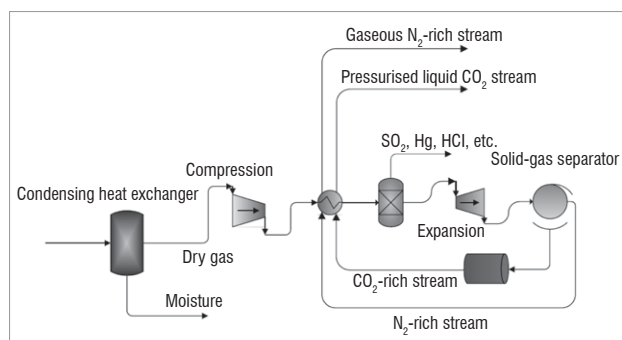 Gaseous N₂-rich stream
Pressurised liquid CO₂ stream
SO₂, Hg, HCl, etc.
Solid-gas separator
Compression
Condensing heat exchanger
Expansion
Dry gas
CO₂-rich stream
Moisture
N₂-rich stream